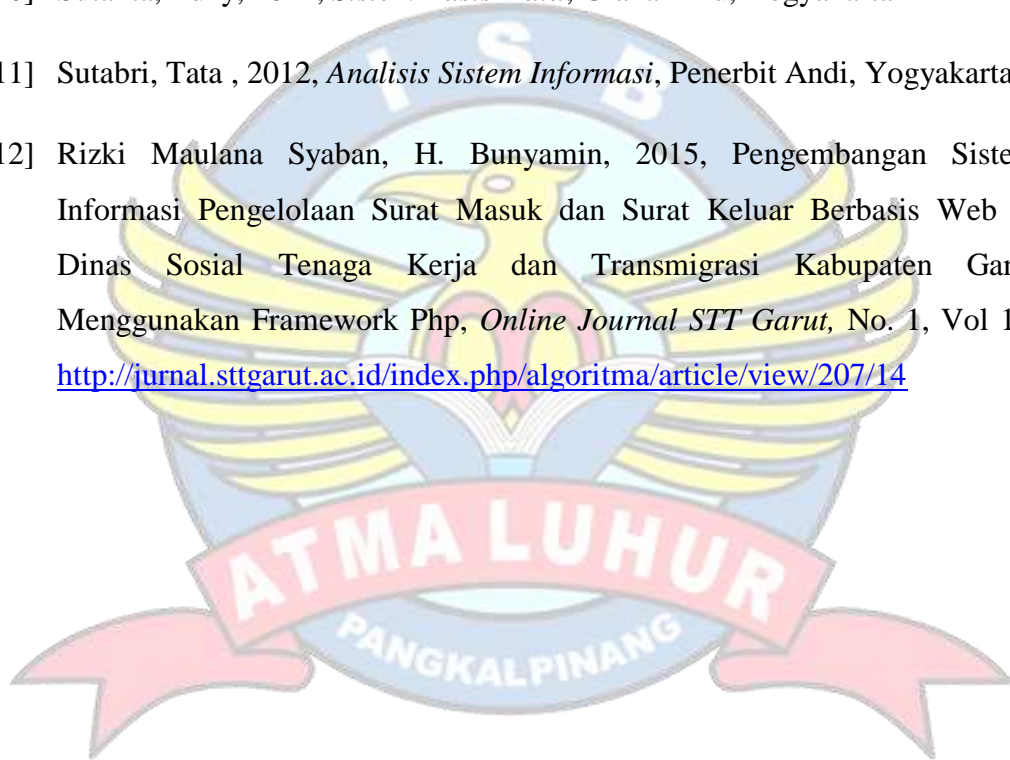 11] Sutabri, Tata , 2012, Analisis Sistem Informasi, Penerbit Andi, Yogyakarta
12] Rizki Maulana Syaban, H. Bunyamin, 2015, Pengembangan Siste
Informasi Pengelolaan Surat Masuk dan Surat Keluar Berbasis Web
Dinas Sosial Tenaga Kerja dan Transmigrasi Kabupaten Gar
Menggunakan Framework Php, Online Journal STT Garut, No. 1, Vol 1
http://jurnal.sttgarut.ac.id/index.php/algoritma/article/view/207/14
I S B
ATMA LUHUR
PANGKALPINANG